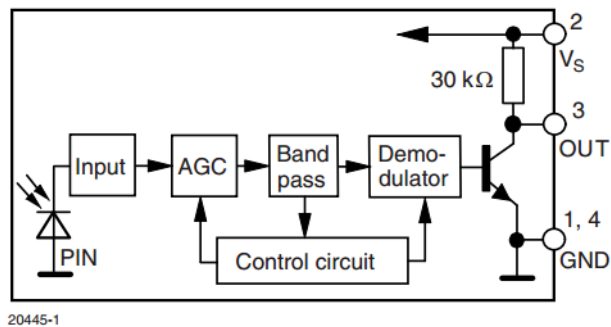 2
V_S
30 kΩ
3
OUT
Input
AGC
Band
pass
Demo-
dulator
1, 4
GND
PIN
Control circuit
20445-1